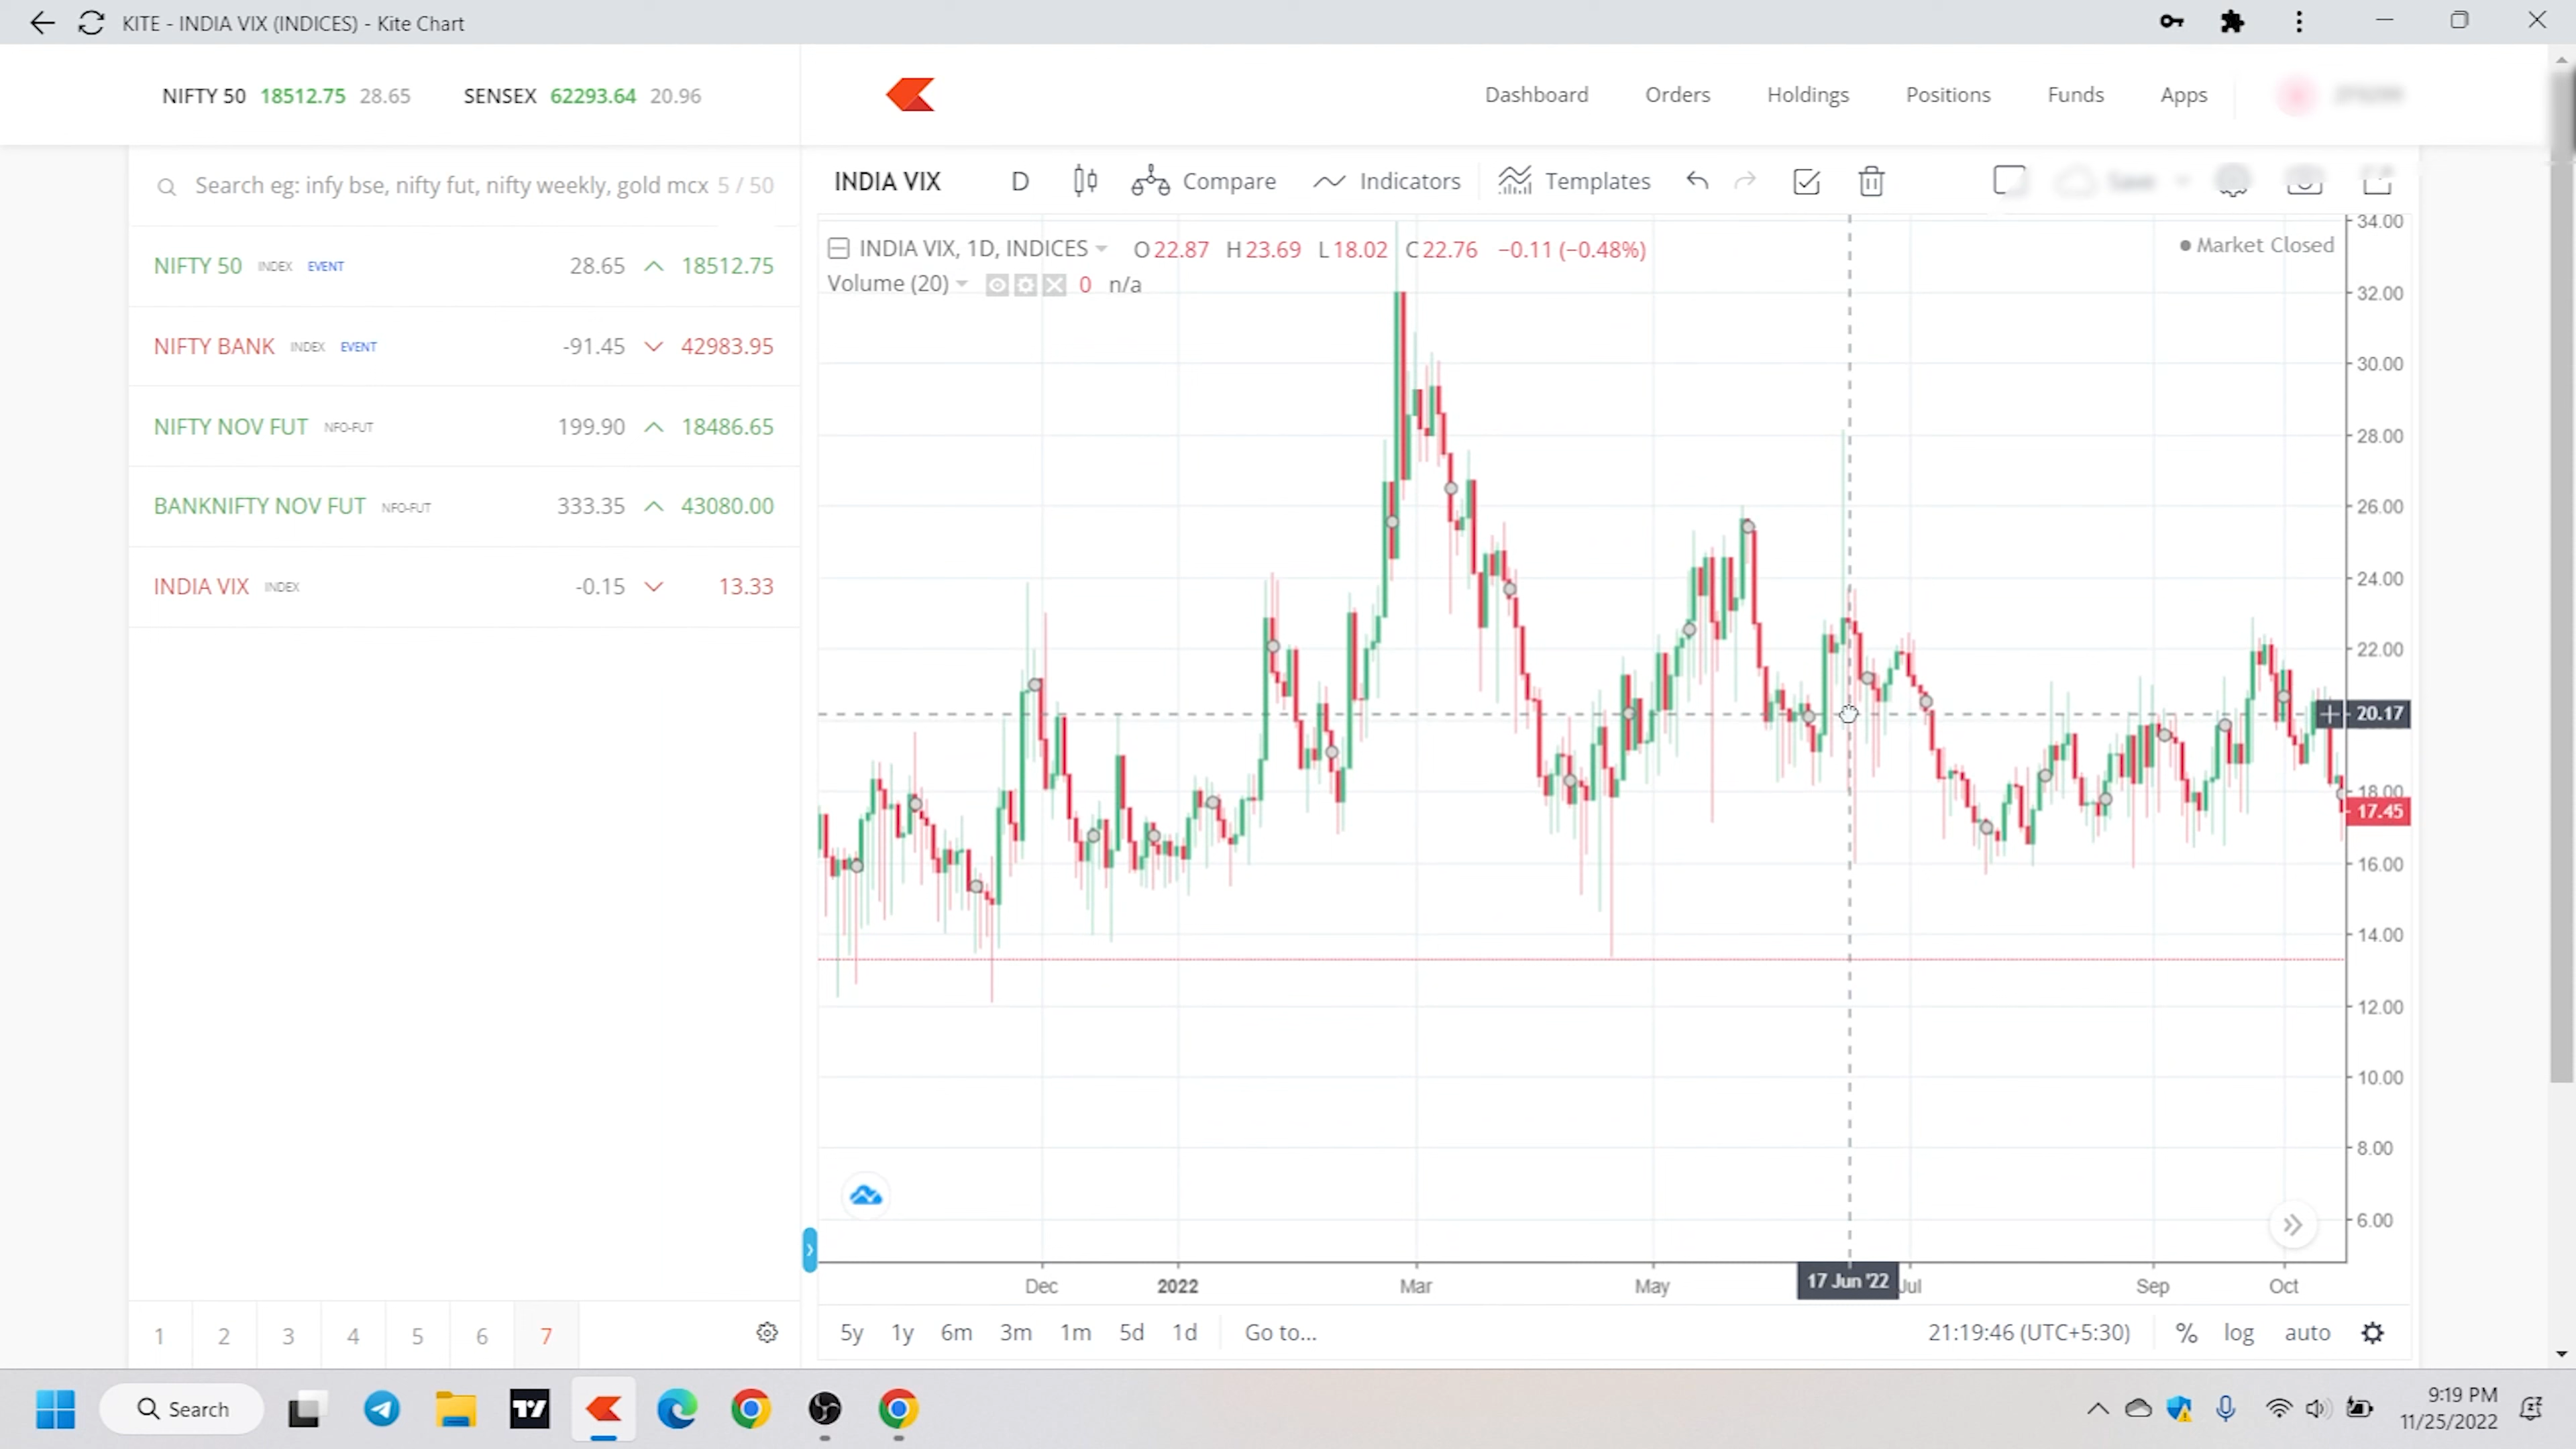 KITE - INDIA VIX (INDICES) - Kite Chart
NIFTY 50 18512.75 28.65 SENSEX 62293.64 20.96
Dashboard Orders Holdings Positions Funds Apps
Search eg: infy bse, nifty fut, nifty weekly, gold mcx 5 / 50
INDIA VIX D Compare Indicators Templates Save
NIFTY 50 INDEX EVENT 28.65 18512.75
NIFTY BANK INDEX EVENT -91.45 42983.95
NIFTY NOV FUT NFO-FUT 199.90 18486.65
BANKNIFTY NOV FUT NFO-FUT 333.35 43080.00
INDIA VIX INDEX -0.15 13.33
INDIA VIX, 1D, INDICES O22.87 H23.69 L18.02 C22.76 −0.11 (−0.48%)
Market Closed
Volume (20) 0 n/a
34.00
32.00
30.00
28.00
26.00
24.00
22.00
20.17
18.00
17.45
16.00
14.00
12.00
10.00
8.00
6.00
Dec 2022 Mar May 17 Jun '22 Jul Sep Oct
1 2 3 4 5 6 7
5y 1y 6m 3m 1m 5d 1d Go to... 21:19:46 (UTC+5:30) % log auto
Search
9:19 PM
11/25/2022